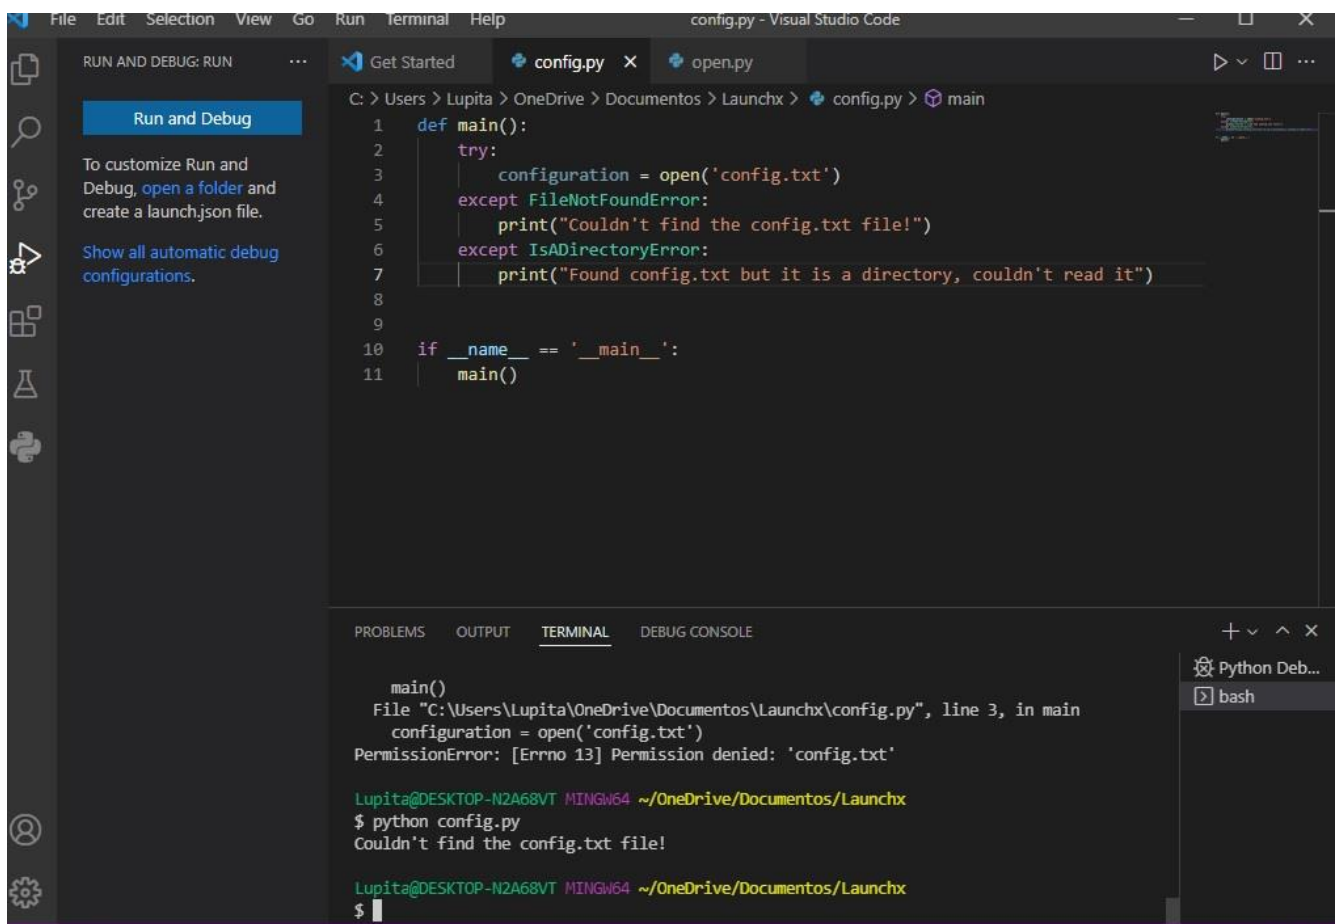 File Edit Selection View Go Run Terminal Help config.py - Visual Studio Code
RUN AND DEBUG: RUN ...
Run and Debug
To customize Run and
Debug, open a folder and
create a launch.json file.
Show all automatic debug
configurations.
Get Started config.py open.py
C: > Users > Lupita > OneDrive > Documentos > Launchx > config.py > main
1 def main():
2     try:
3         configuration = open('config.txt')
4     except FileNotFoundError:
5         print("Couldn't find the config.txt file!")
6     except IsADirectoryError:
7         print("Found config.txt but it is a directory, couldn't read it")
8
9
10 if __name__ == '__main__':
11     main()
PROBLEMS OUTPUT TERMINAL DEBUG CONSOLE
Python Deb...
bash
    main()
  File "C:\Users\Lupita\OneDrive\Documentos\Launchx\config.py", line 3, in main
    configuration = open('config.txt')
PermissionError: [Errno 13] Permission denied: 'config.txt'
Lupita@DESKTOP-N2A68VT MINGW64 ~/OneDrive/Documentos/Launchx
$ python config.py
Couldn't find the config.txt file!
Lupita@DESKTOP-N2A68VT MINGW64 ~/OneDrive/Documentos/Launchx
$